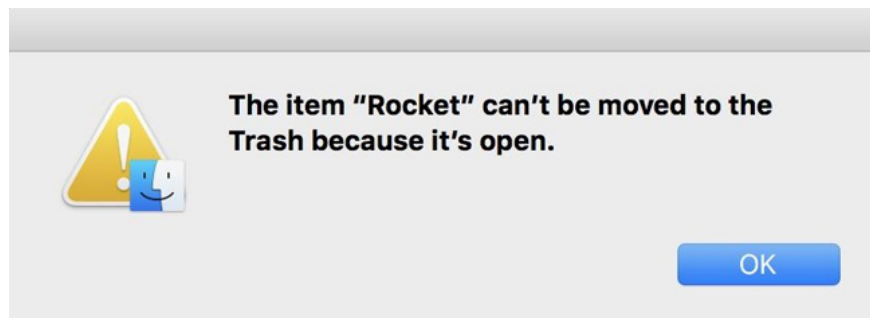 The item “Rocket” can’t be moved to the
Trash because it’s open.
OK